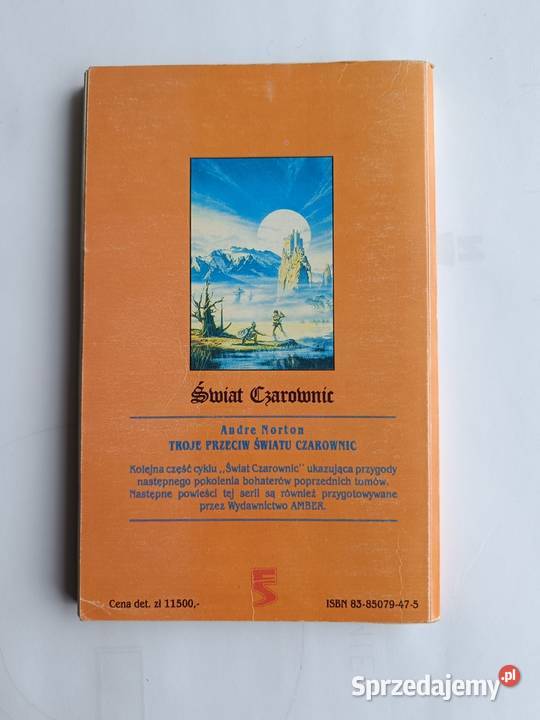 Świat Czarownic
Andre Norton
TROJE PRZECIW ŚWIATU CZAROWNIC
Kolejna część cyklu ,,Świat Czarownic" ukazująca przygody
następnego pokolenia bohaterów poprzednich tomów.
Następne powieści tej serii są również przygotowywane
przez Wydawnictwo AMBER.
Cena det. zł 11500,-
ISBN 83-85079-47-5
Sprzedajemy.pl